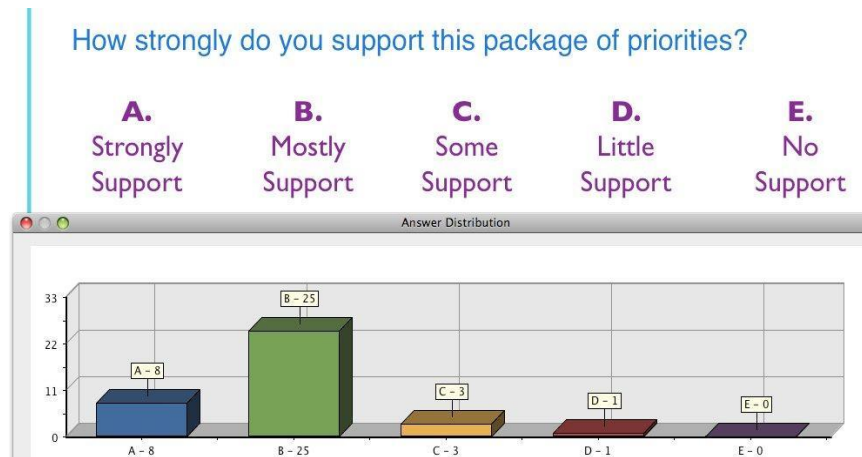 How strongly do you support this package of priorities?
A. B. C. D. E.
Strongly Mostly Some Little No
Support Support Support Support Support
Answer Distribution
33
B - 25
22
A - 8
11
C - 3
D - 1
E - 0
0
A - 8 B - 25 C - 3 D - 1 E - 0